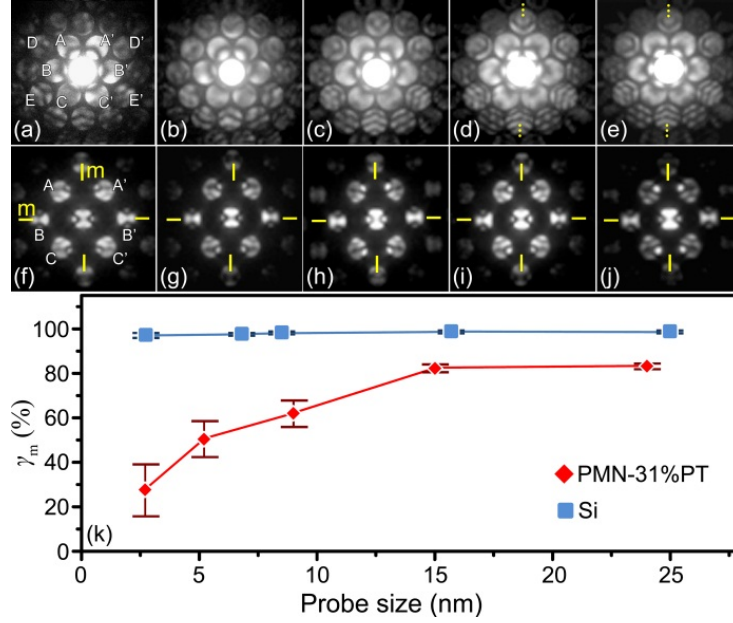 D A A' D'
B B'
E C C' E'
(a) (b) (c) (d) (e)
m
A A'
m
B B'
C C'
(f) (g) (h) (i) (j)
100
80
60
40
20
0
γm (%)
PMN-31%PT
Si
(k)
0 5 10 15 20 25
Probe size (nm)